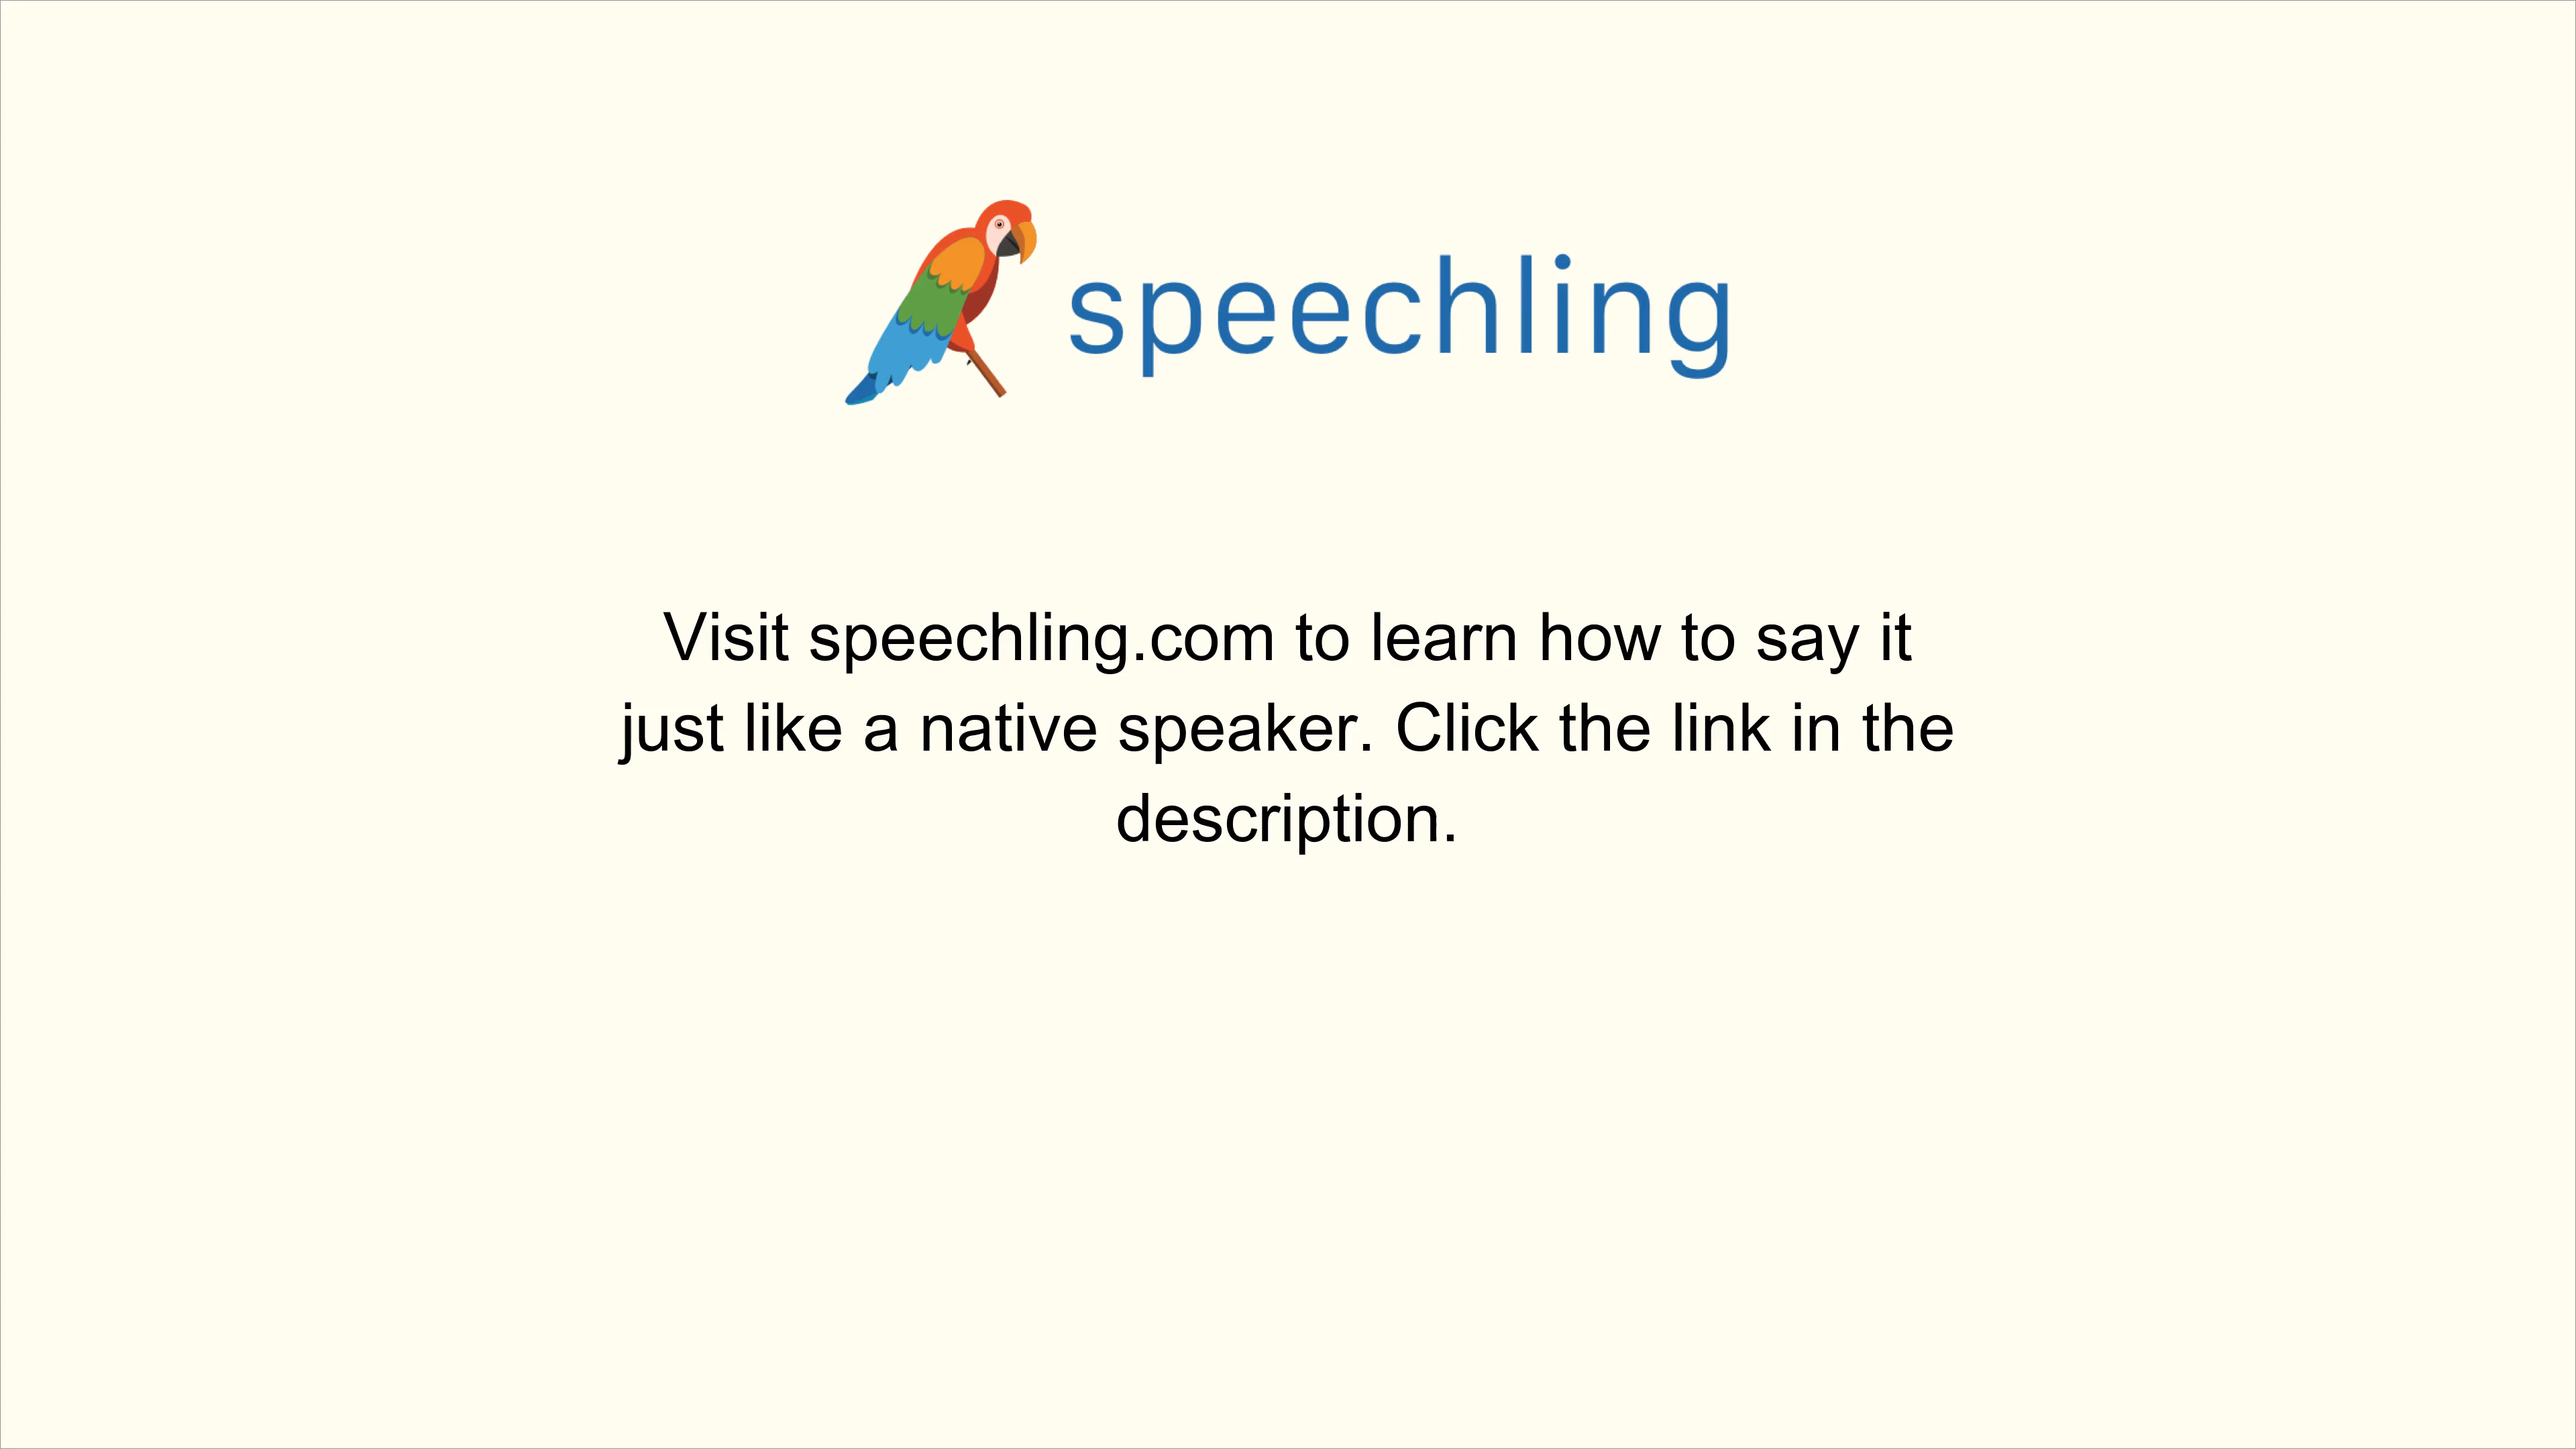 speechling
Visit speechling.com to learn how to say it
just like a native speaker. Click the link in the
description.